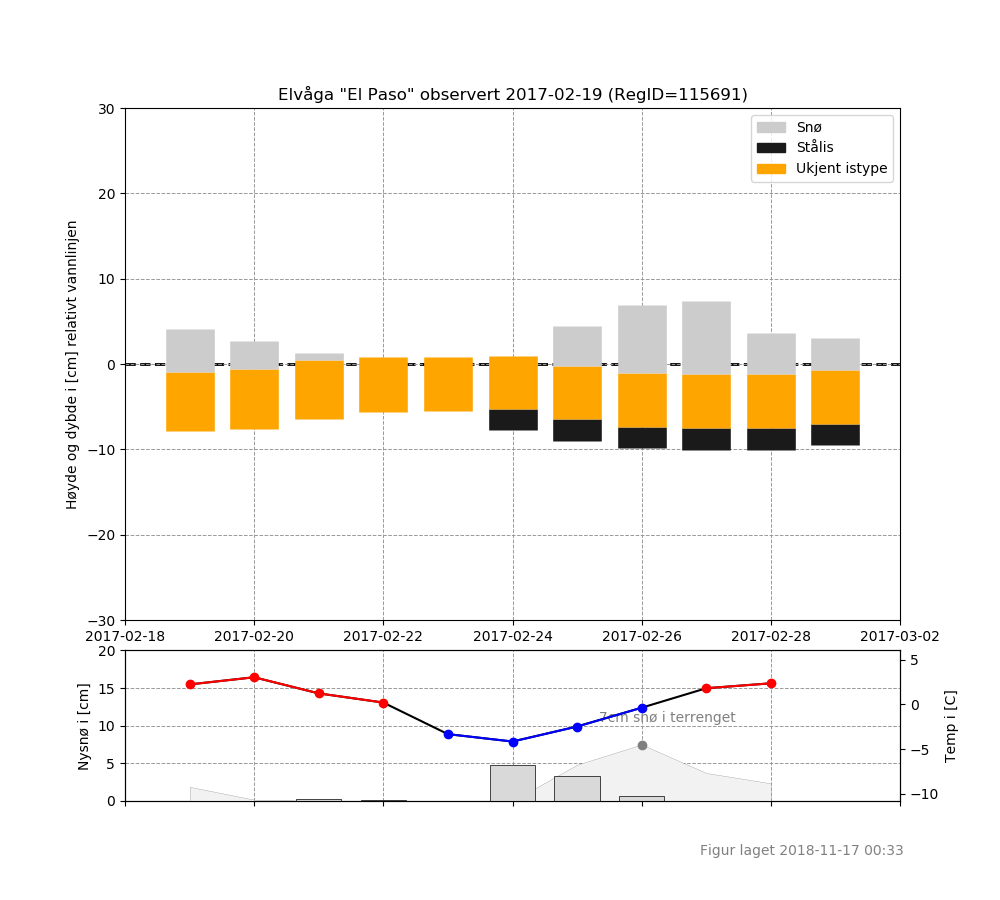 Elvåga "El Paso" observert 2017-02-19 (RegID=115691)
Høyde og dybde i [cm] relativt vannlinjen
30
20
10
0
−10
−20
−30
Snø
Stålis
Ukjent istype
2017-02-18 2017-02-20 2017-02-22 2017-02-24 2017-02-26 2017-02-28 2017-03-02
Nysnø i [cm]
20
15
10
5
0
7cm snø i terrenget
5
0
−5
−10
Temp i [C]
Figur laget 2018-11-17 00:33